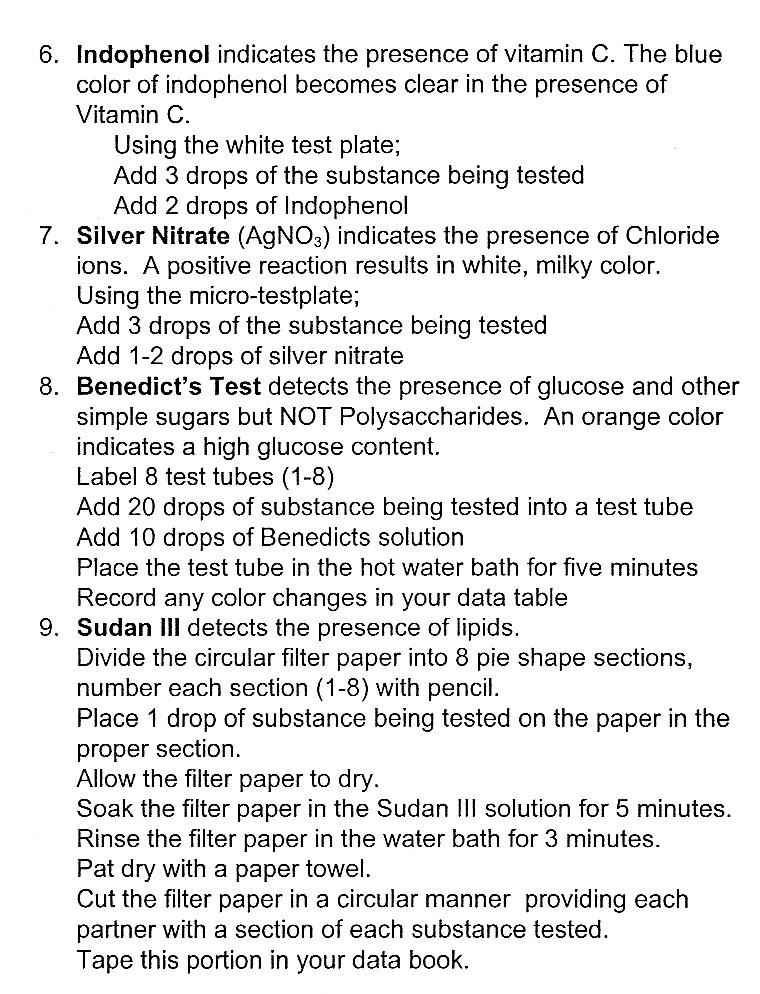 6. Indophenol indicates the presence of vitamin C. The blue
color of indophenol becomes clear in the presence of
Vitamin C.
Using the white test plate;
Add 3 drops of the substance being tested
Add 2 drops of Indophenol
7. Silver Nitrate (AgNO₃) indicates the presence of Chloride
ions. A positive reaction results in white, milky color.
Using the micro-testplate;
Add 3 drops of the substance being tested
Add 1-2 drops of silver nitrate
8. Benedict's Test detects the presence of glucose and other
simple sugars but NOT Polysaccharides. An orange color
indicates a high glucose content.
Label 8 test tubes (1-8)
Add 20 drops of substance being tested into a test tube
Add 10 drops of Benedicts solution
Place the test tube in the hot water bath for five minutes
Record any color changes in your data table
9. Sudan III detects the presence of lipids.
Divide the circular filter paper into 8 pie shape sections,
number each section (1-8) with pencil.
Place 1 drop of substance being tested on the paper in the
proper section.
Allow the filter paper to dry.
Soak the filter paper in the Sudan III solution for 5 minutes.
Rinse the filter paper in the water bath for 3 minutes.
Pat dry with a paper towel.
Cut the filter paper in a circular manner providing each
partner with a section of each substance tested.
Tape this portion in your data book.